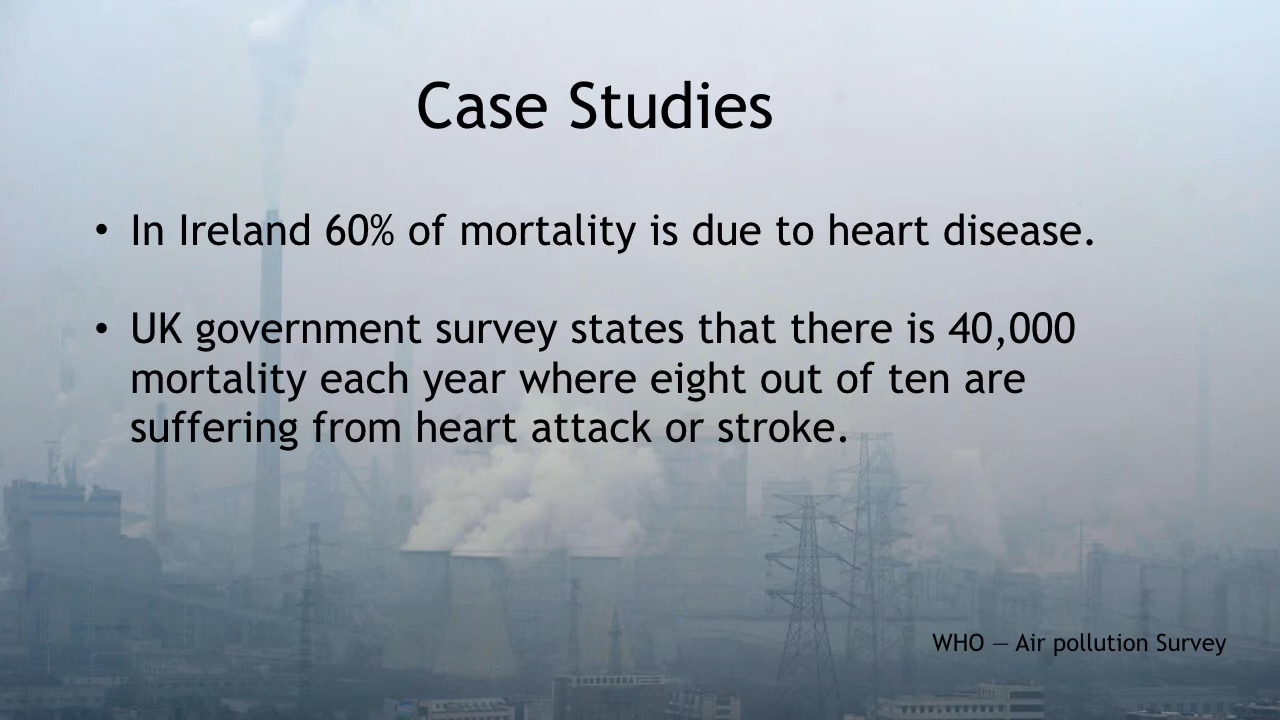 Case Studies
• In Ireland 60% of mortality is due to heart disease.
• UK government survey states that there is 40,000
mortality each year where eight out of ten are
suffering from heart attack or stroke.
WHO — Air pollution Survey